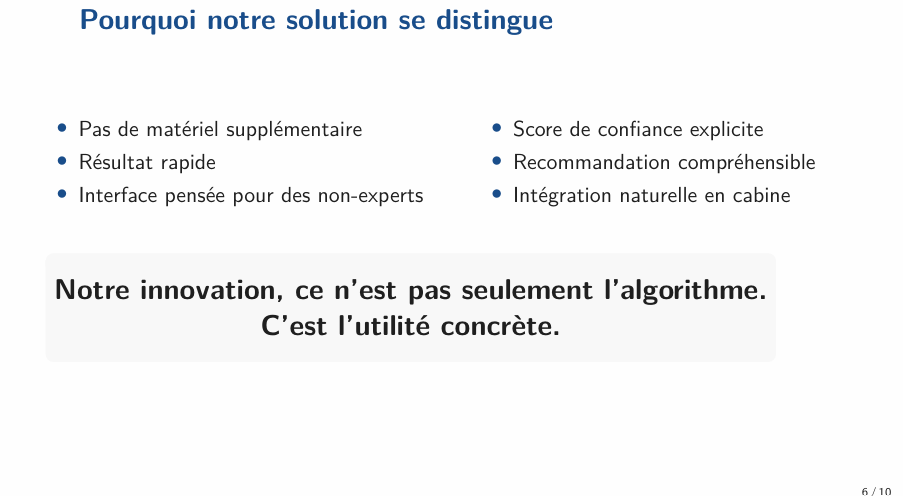 Pourquoi notre solution se distingue
• Pas de matériel supplémentaire
• Résultat rapide
• Interface pensée pour des non-experts
• Score de confiance explicite
• Recommandation compréhensible
• Intégration naturelle en cabine
Notre innovation, ce n'est pas seulement l'algorithme.
C'est l'utilité concrète.
6 / 10